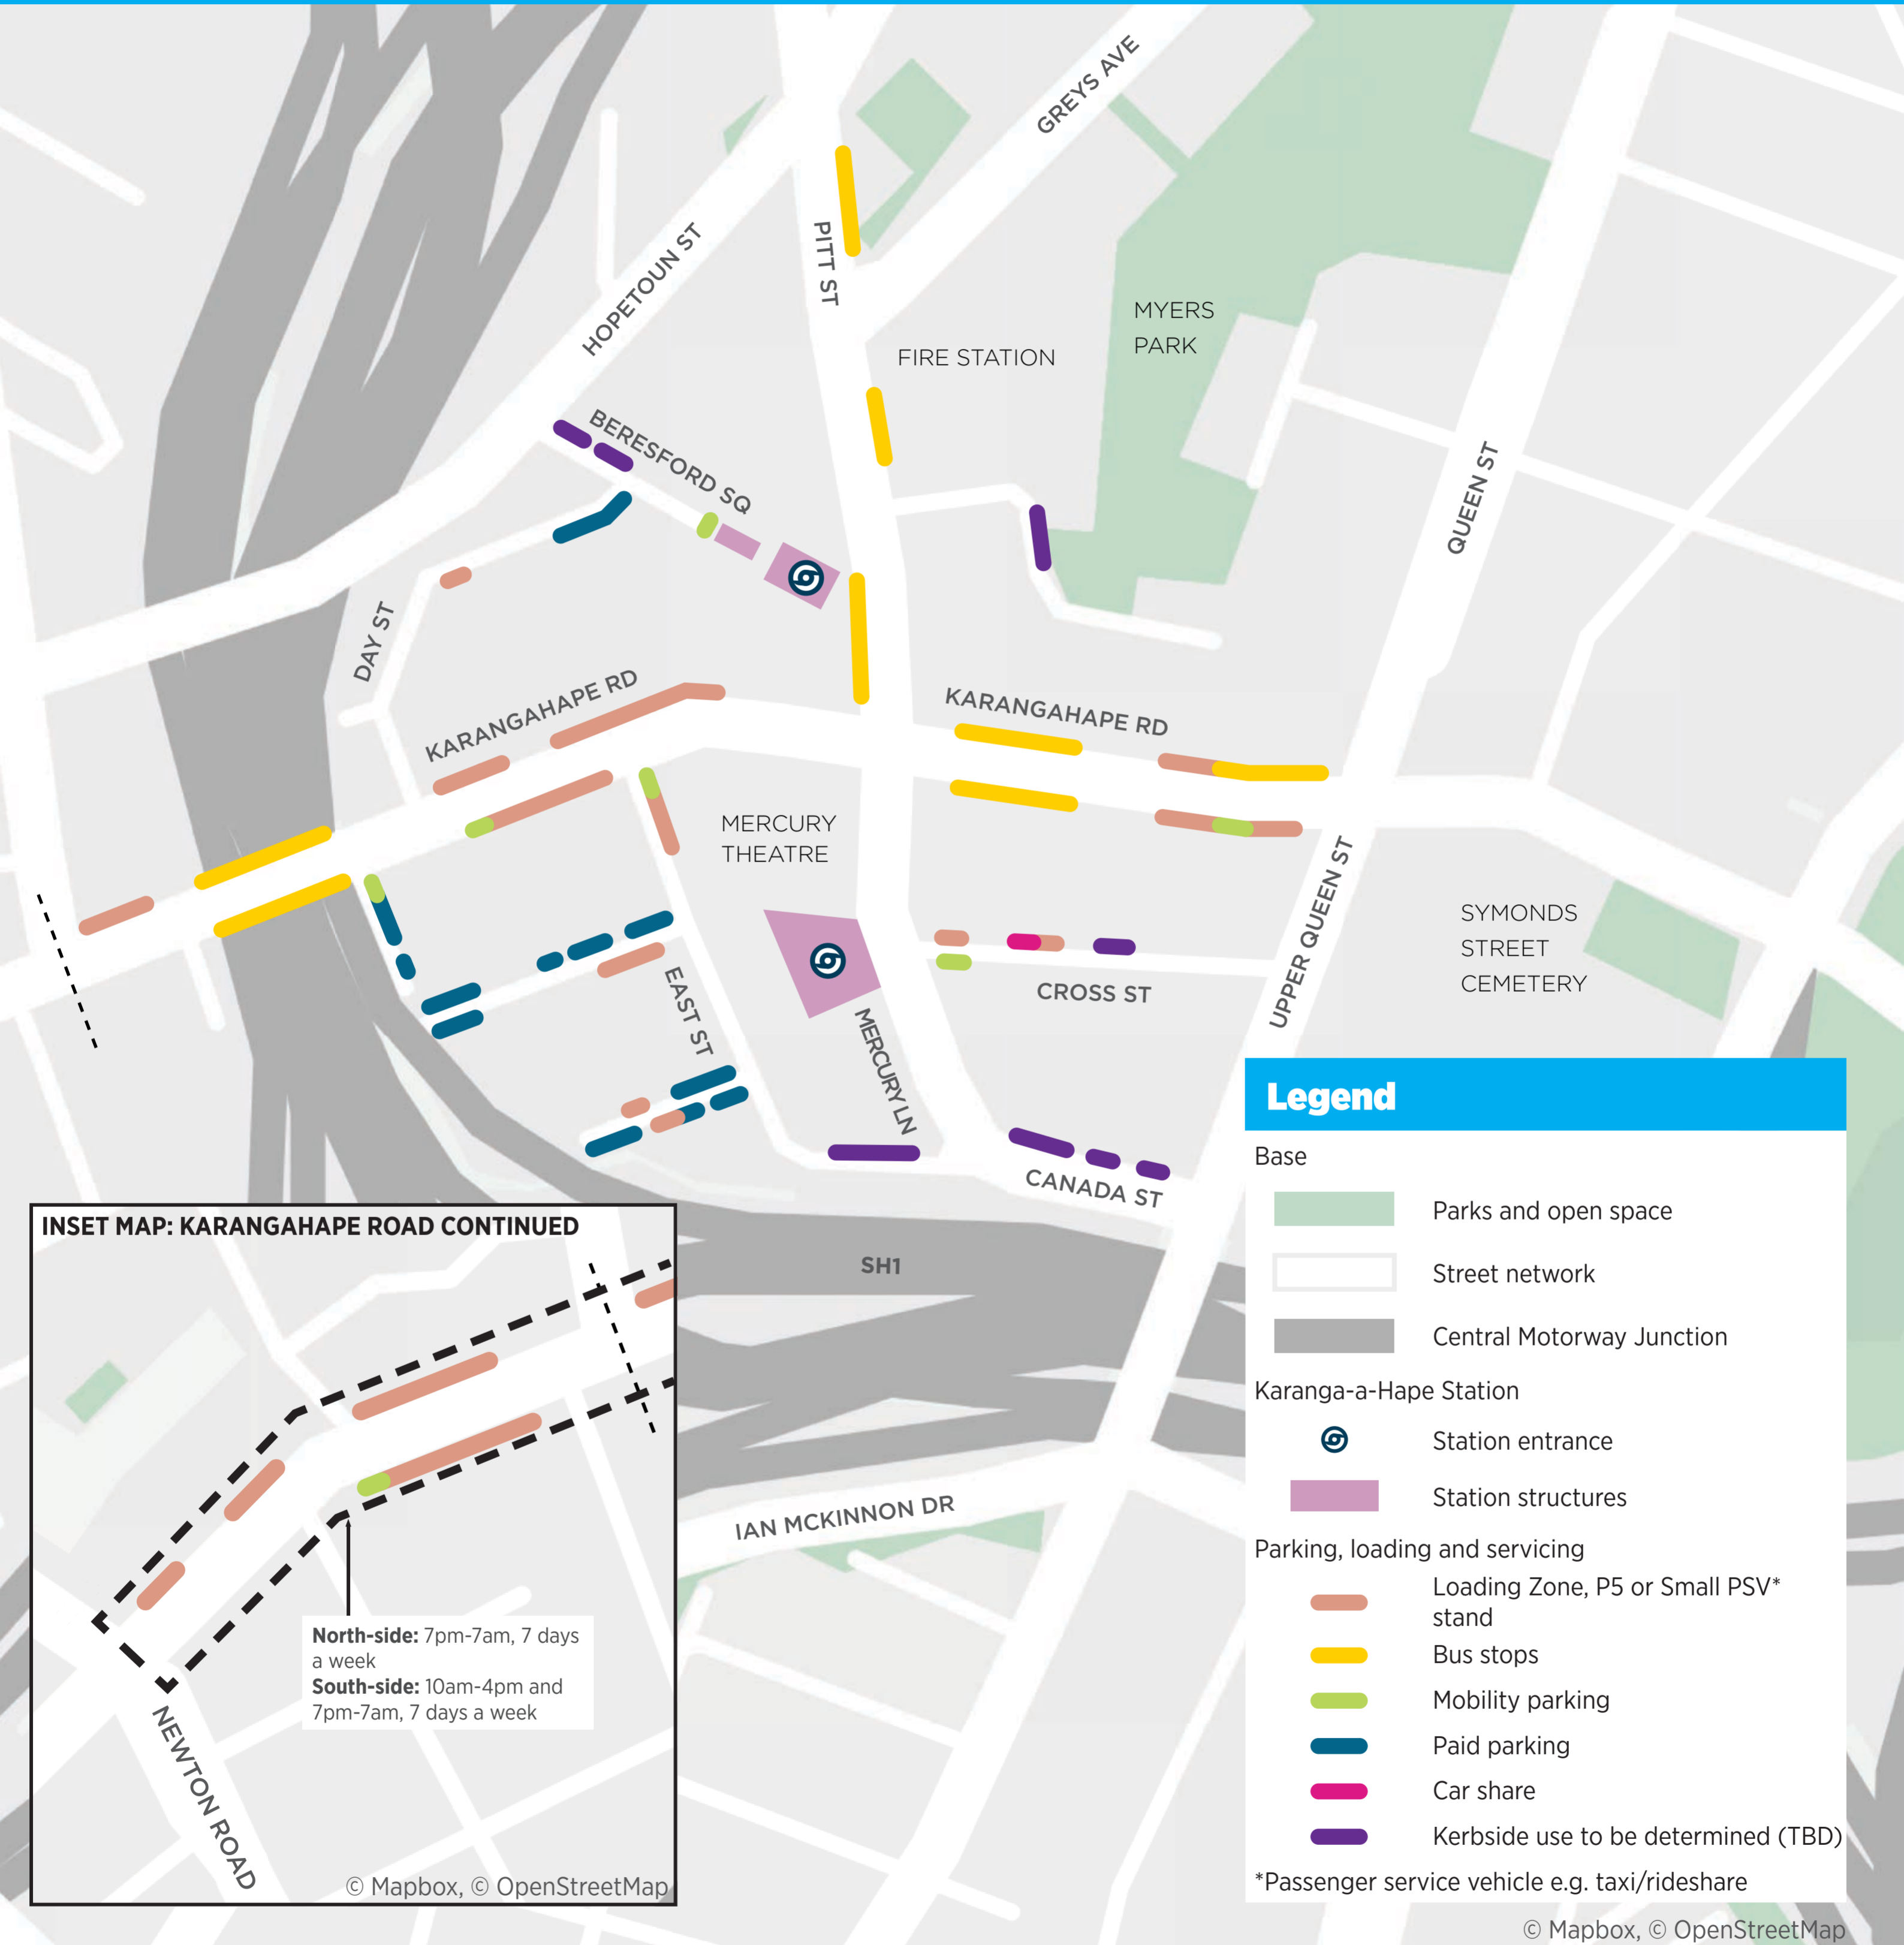 GREYS AVE
PITT ST
HOPETOUN ST
MYERS
PARK
FIRE STATION
BERESFORD SQ
QUEEN ST
DAY ST
KARANGAHAPE RD
KARANGAHAPE RD
MERCURY
THEATRE
UPPER QUEEN ST
SYMONDS
STREET
CEMETERY
EAST ST
CROSS ST
MERCURY LN
CANADA ST
SH1
IAN MCKINNON DR
INSET MAP: KARANGAHAPE ROAD CONTINUED
North-side: 7pm-7am, 7 days
a week
South-side: 10am-4pm and
7pm-7am, 7 days a week
NEWTON ROAD
© Mapbox, © OpenStreetMap
Legend
Base
Parks and open space
Street network
Central Motorway Junction
Karanga-a-Hape Station
Station entrance
Station structures
Parking, loading and servicing
Loading Zone, P5 or Small PSV*
stand
Bus stops
Mobility parking
Paid parking
Car share
Kerbside use to be determined (TBD)
*Passenger service vehicle e.g. taxi/rideshare
© Mapbox, © OpenStreetMap